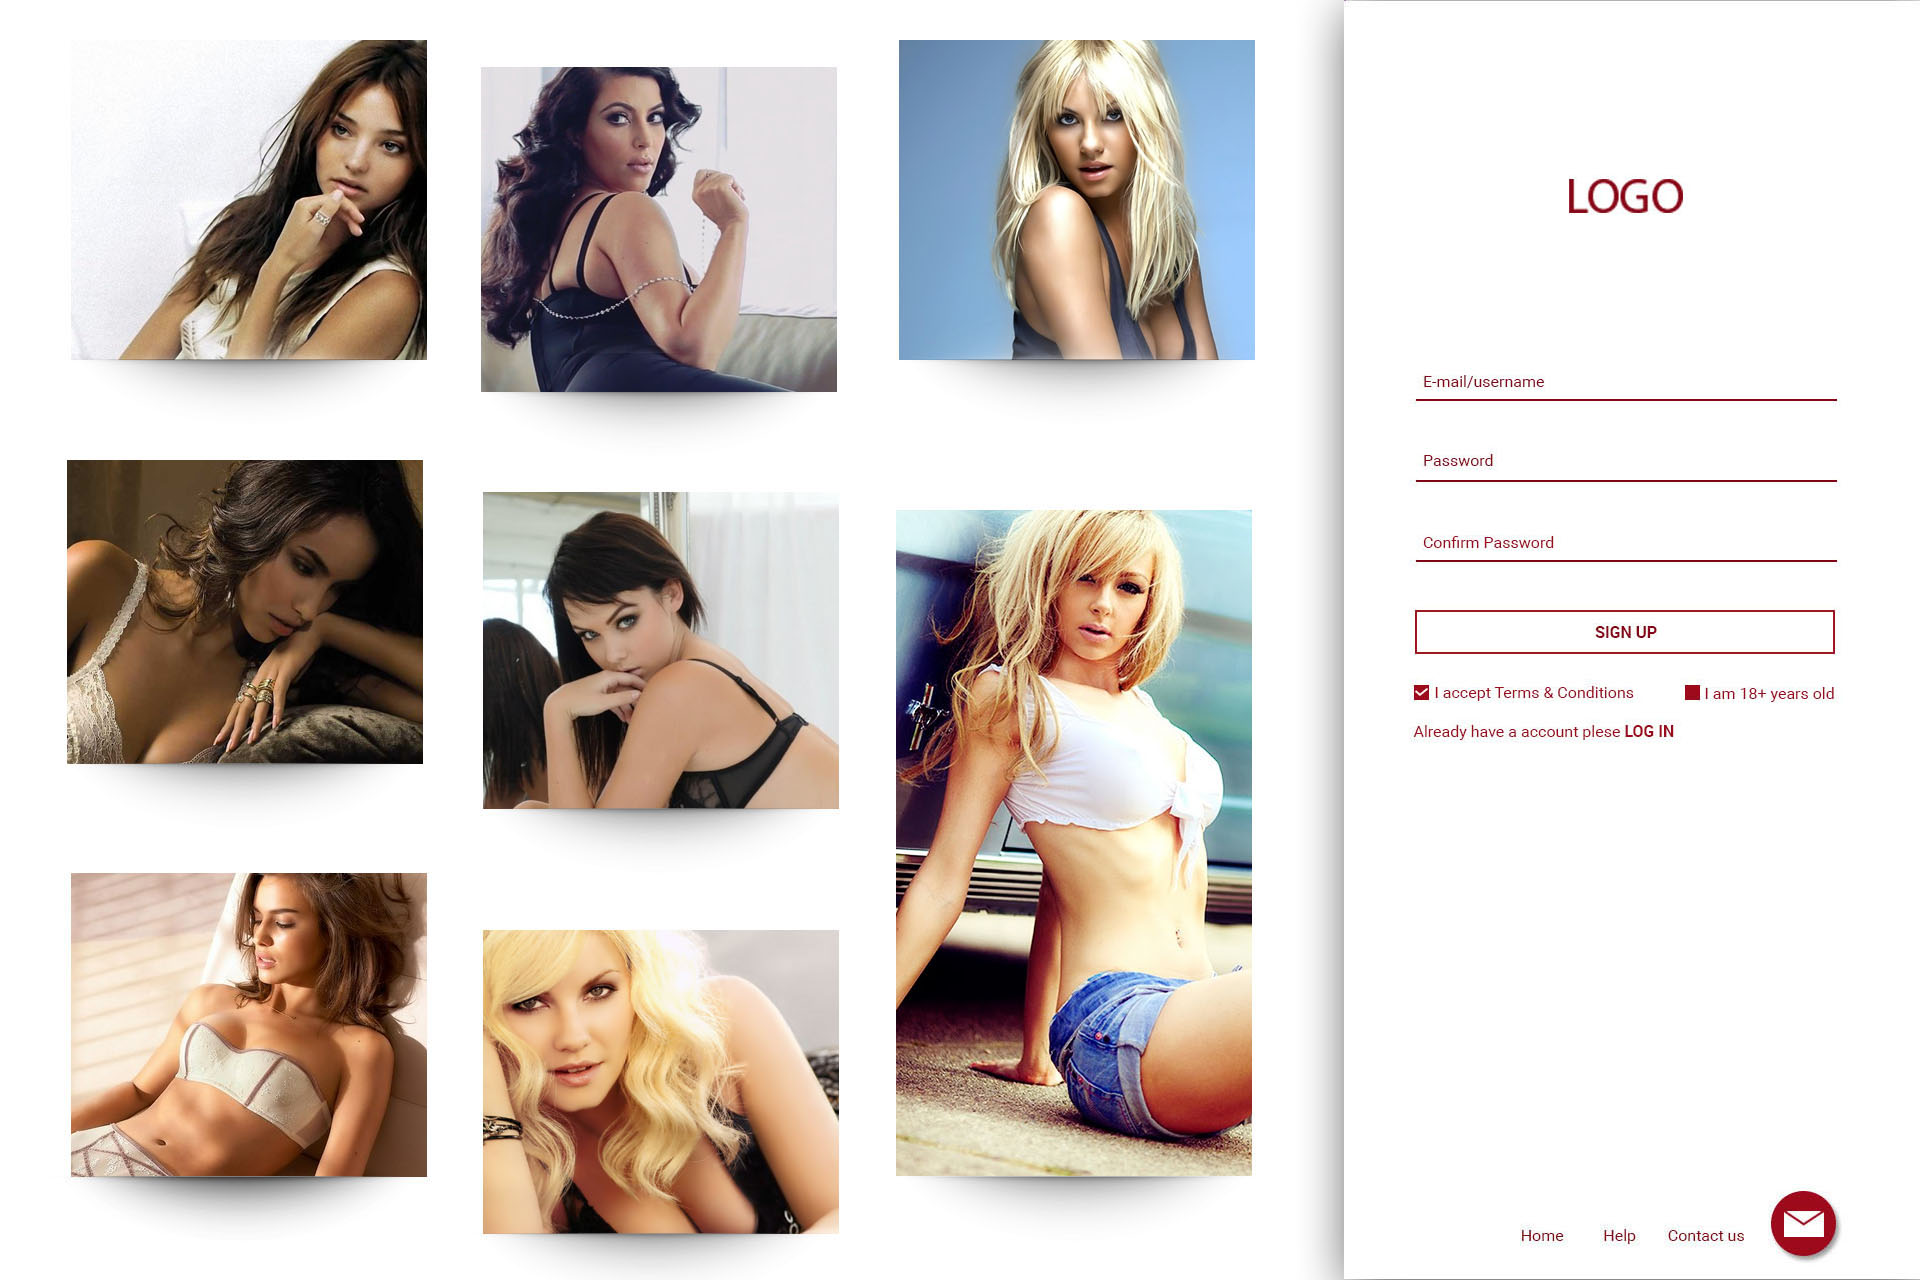 LOGO
E-mail/username
Password
Confirm Password
SIGN UP
I accept Terms & Conditions
I am 18+ years old
Already have a account plese LOG IN
Home Help Contact us